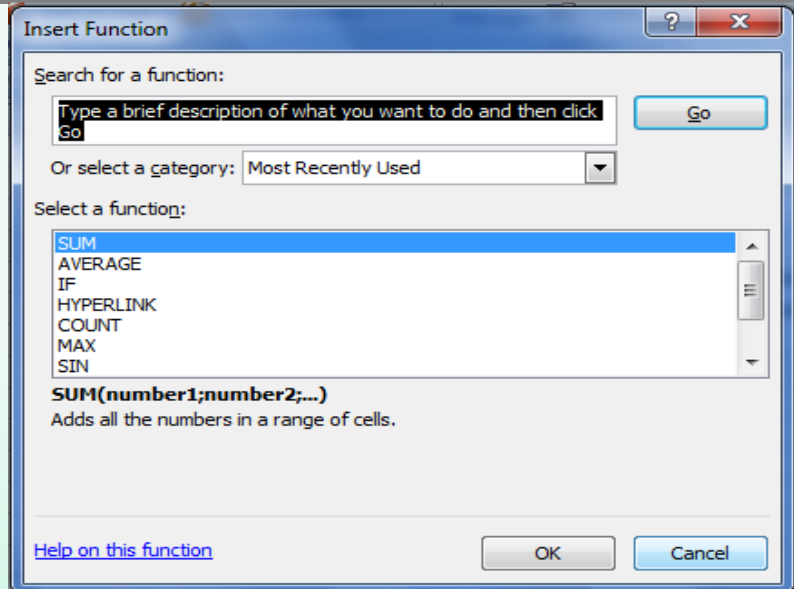 Insert Function
Search for a function:
Type a brief description of what you want to do and then click
Go
Go
Or select a category: Most Recently Used
Select a function:
SUM
AVERAGE
IF
HYPERLINK
COUNT
MAX
SIN
SUM(number1;number2;...)
Adds all the numbers in a range of cells.
Help on this function
OK
Cancel